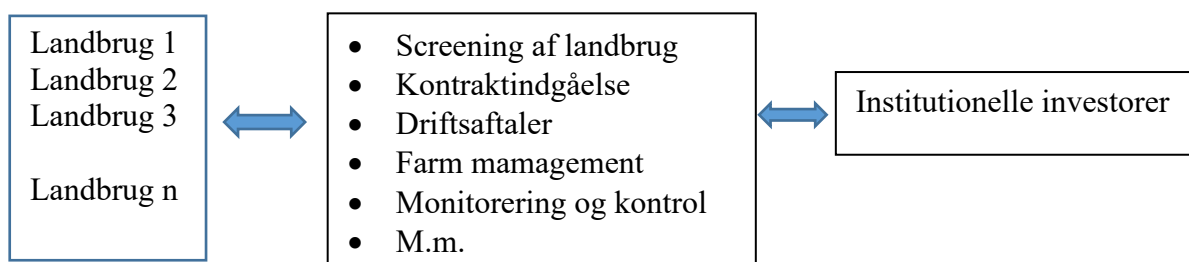 Landbrug 1
Landbrug 2
Landbrug 3
Landbrug n
• Screening af landbrug
• Kontraktindgåelse
• Driftsaftaler
• Farm mamagement
• Monitorering og kontrol
• M.m.
Institutionelle investorer